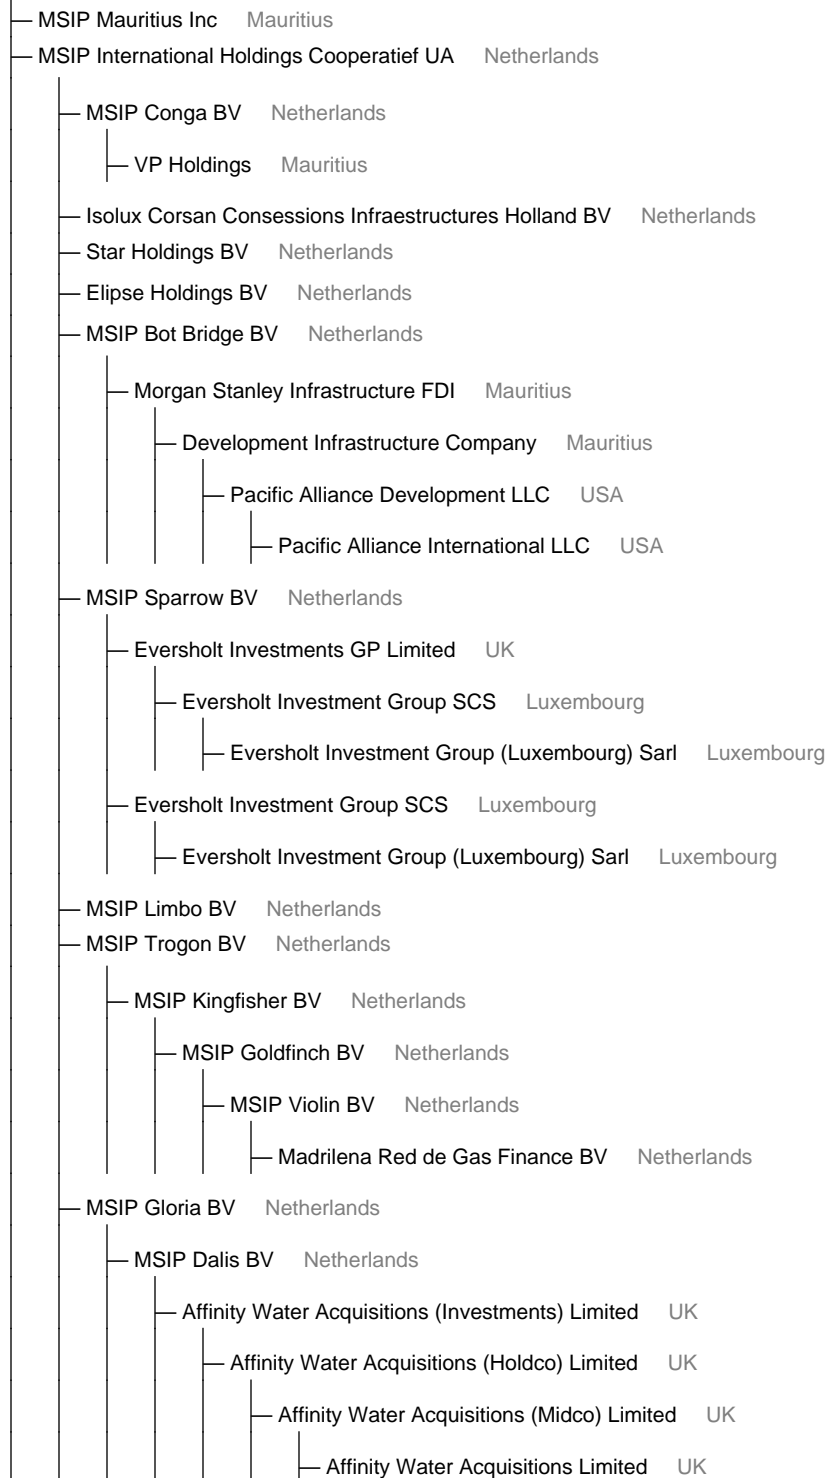 MSIP Mauritius Inc Mauritius
MSIP International Holdings Cooperatief UA Netherlands
MSIP Conga BV Netherlands
VP Holdings Mauritius
Isolux Corsan Consessions Infraestructures Holland BV Netherlands
Star Holdings BV Netherlands
Elipse Holdings BV Netherlands
MSIP Bot Bridge BV Netherlands
Morgan Stanley Infrastructure FDI Mauritius
Development Infrastructure Company Mauritius
Pacific Alliance Development LLC USA
Pacific Alliance International LLC USA
MSIP Sparrow BV Netherlands
Eversholt Investments GP Limited UK
Eversholt Investment Group SCS Luxembourg
Eversholt Investment Group (Luxembourg) Sarl Luxembourg
Eversholt Investment Group SCS Luxembourg
Eversholt Investment Group (Luxembourg) Sarl Luxembourg
MSIP Limbo BV Netherlands
MSIP Trogon BV Netherlands
MSIP Kingfisher BV Netherlands
MSIP Goldfinch BV Netherlands
MSIP Violin BV Netherlands
Madrilena Red de Gas Finance BV Netherlands
MSIP Gloria BV Netherlands
MSIP Dalis BV Netherlands
Affinity Water Acquisitions (Investments) Limited UK
Affinity Water Acquisitions (Holdco) Limited UK
Affinity Water Acquisitions (Midco) Limited UK
Affinity Water Acquisitions Limited UK